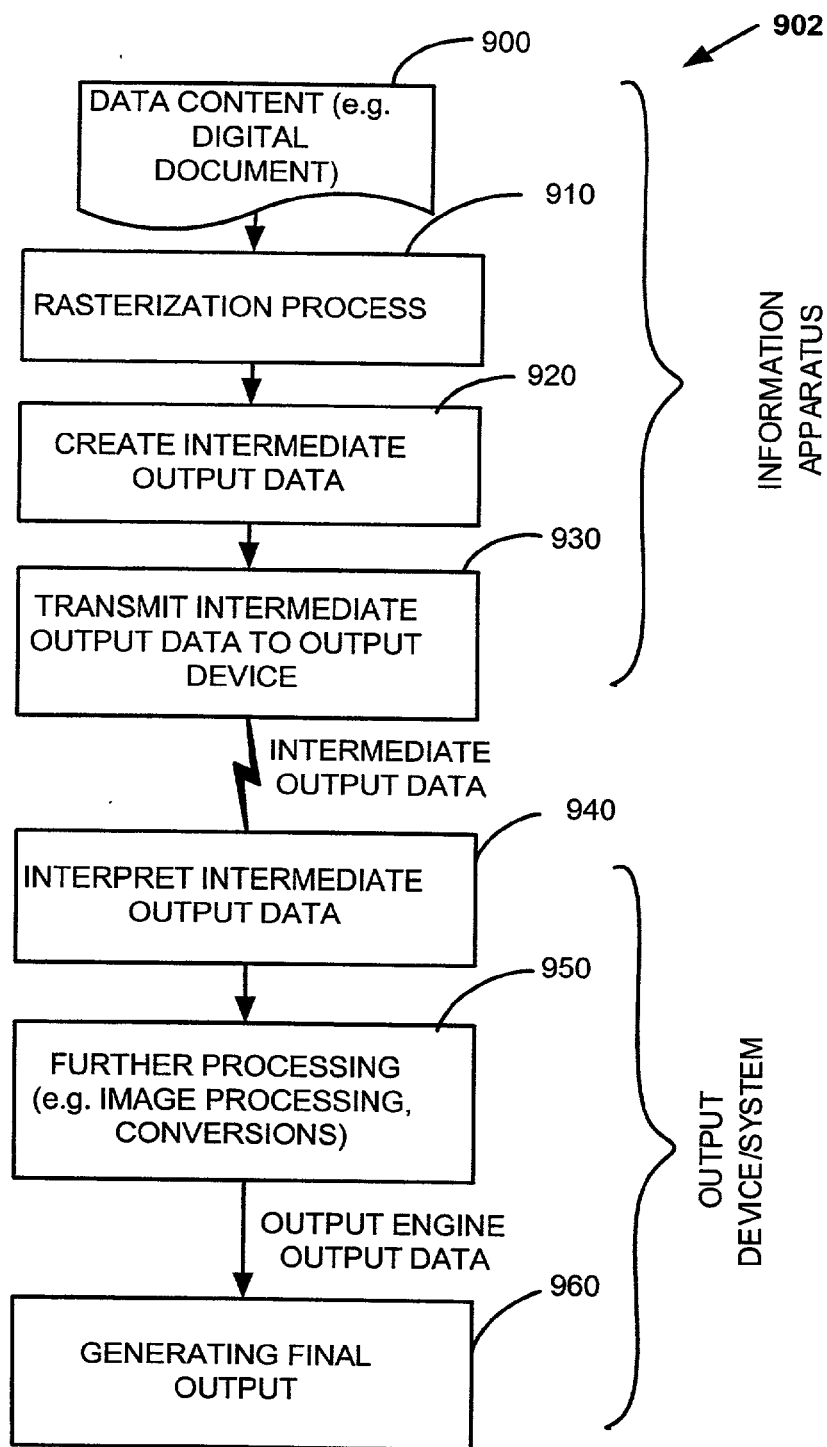 902
900
DATA CONTENT (e.g.
DIGITAL
DOCUMENT)
910
RASTERIZATION PROCESS
920
CREATE INTERMEDIATE
OUTPUT DATA
930
TRANSMIT INTERMEDIATE
OUTPUT DATA TO OUTPUT
DEVICE
INFORMATION
APPARATUS
INTERMEDIATE
OUTPUT DATA
940
INTERPRET INTERMEDIATE
OUTPUT DATA
950
FURTHER PROCESSING
(e.g. IMAGE PROCESSING,
CONVERSIONS)
OUTPUT ENGINE
OUTPUT DATA
960
GENERATING FINAL
OUTPUT
OUTPUT
DEVICE/SYSTEM